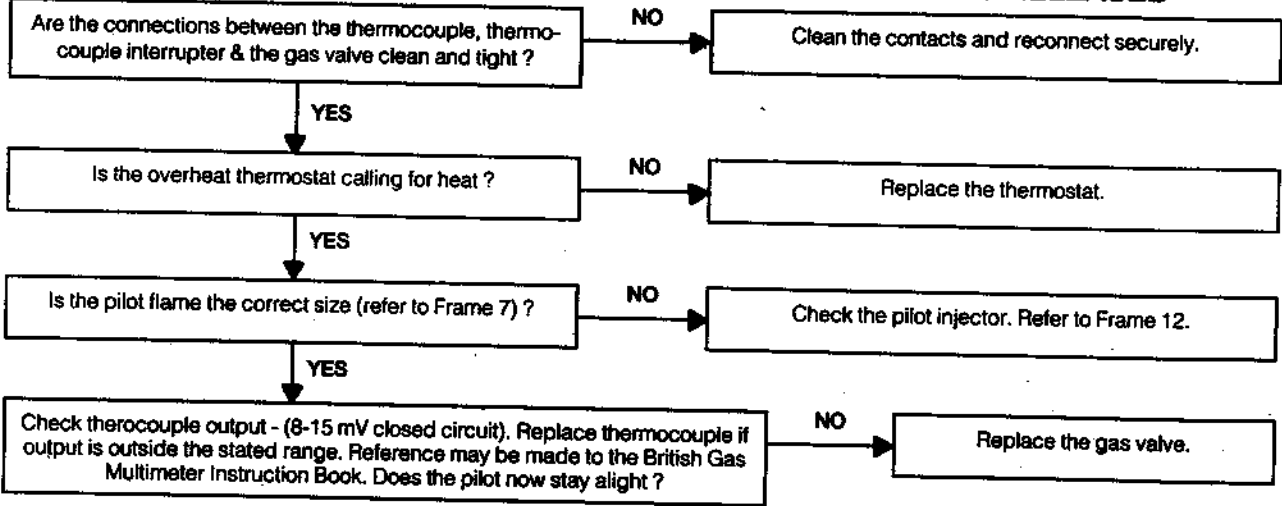 Are the connections between the thermocouple, thermo-
couple interrupter & the gas valve clean and tight ?
NO
Clean the contacts and reconnect securely.
YES
Is the overheat thermostat calling for heat ?
NO
Replace the thermostat.
YES
Is the pilot flame the correct size (refer to Frame 7) ?
NO
Check the pilot injector. Refer to Frame 12.
YES
Check therocouple output - (8-15 mV closed circuit). Replace thermocouple if
output is outside the stated range. Reference may be made to the British Gas
Multimeter Instruction Book. Does the pilot now stay alight ?
NO
Replace the gas valve.